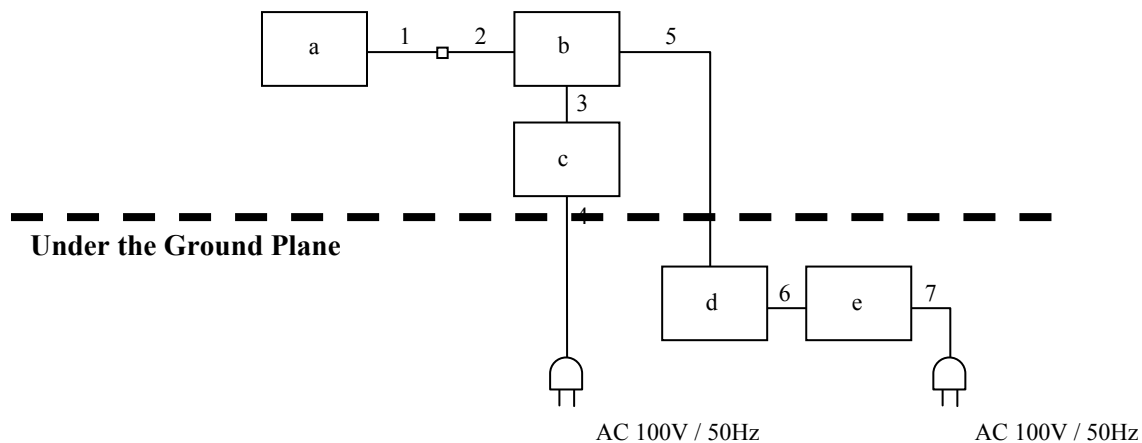 a 1 2 b 5
3
c
4
Under the Ground Plane
d 6 e 7
AC 100V / 50Hz AC 100V / 50Hz